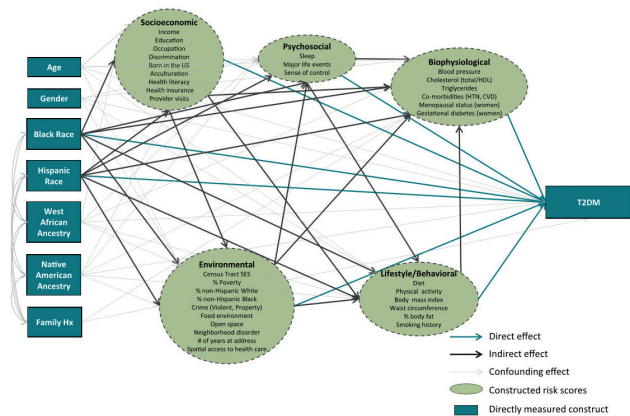 Socioeconomic
Income
Education
Occupation
Discrimination
Born in the US
Acculturation
Health literacy
Health insurance
Provider visits
Psychosocial
Sleep
Major life events
Sense of control
Biophysiological
Blood pressure
Cholesterol (total/HDL)
Triglycerides
Co-morbidities (HTN, CVD)
Menopausal status (women)
Gestational diabetes (women)
Age
Gender
Black Race
Hispanic
Race
West
African
Ancestry
Native
American
Ancestry
Family Hx
T2DM
Environmental
Census Tract SES
% Poverty
% non-Hispanic White
% non-Hispanic Black
Crime (Violent, Property)
Food environment
Open space
Neighborhood disorder
# of years at address
Spatial access to health care
Lifestyle/Behavioral
Diet
Physical activity
Body mass index
Waist circumference
% body fat
Smoking history
Direct effect
Indirect effect
Confounding effect
Constructed risk scores
Directly measured construct